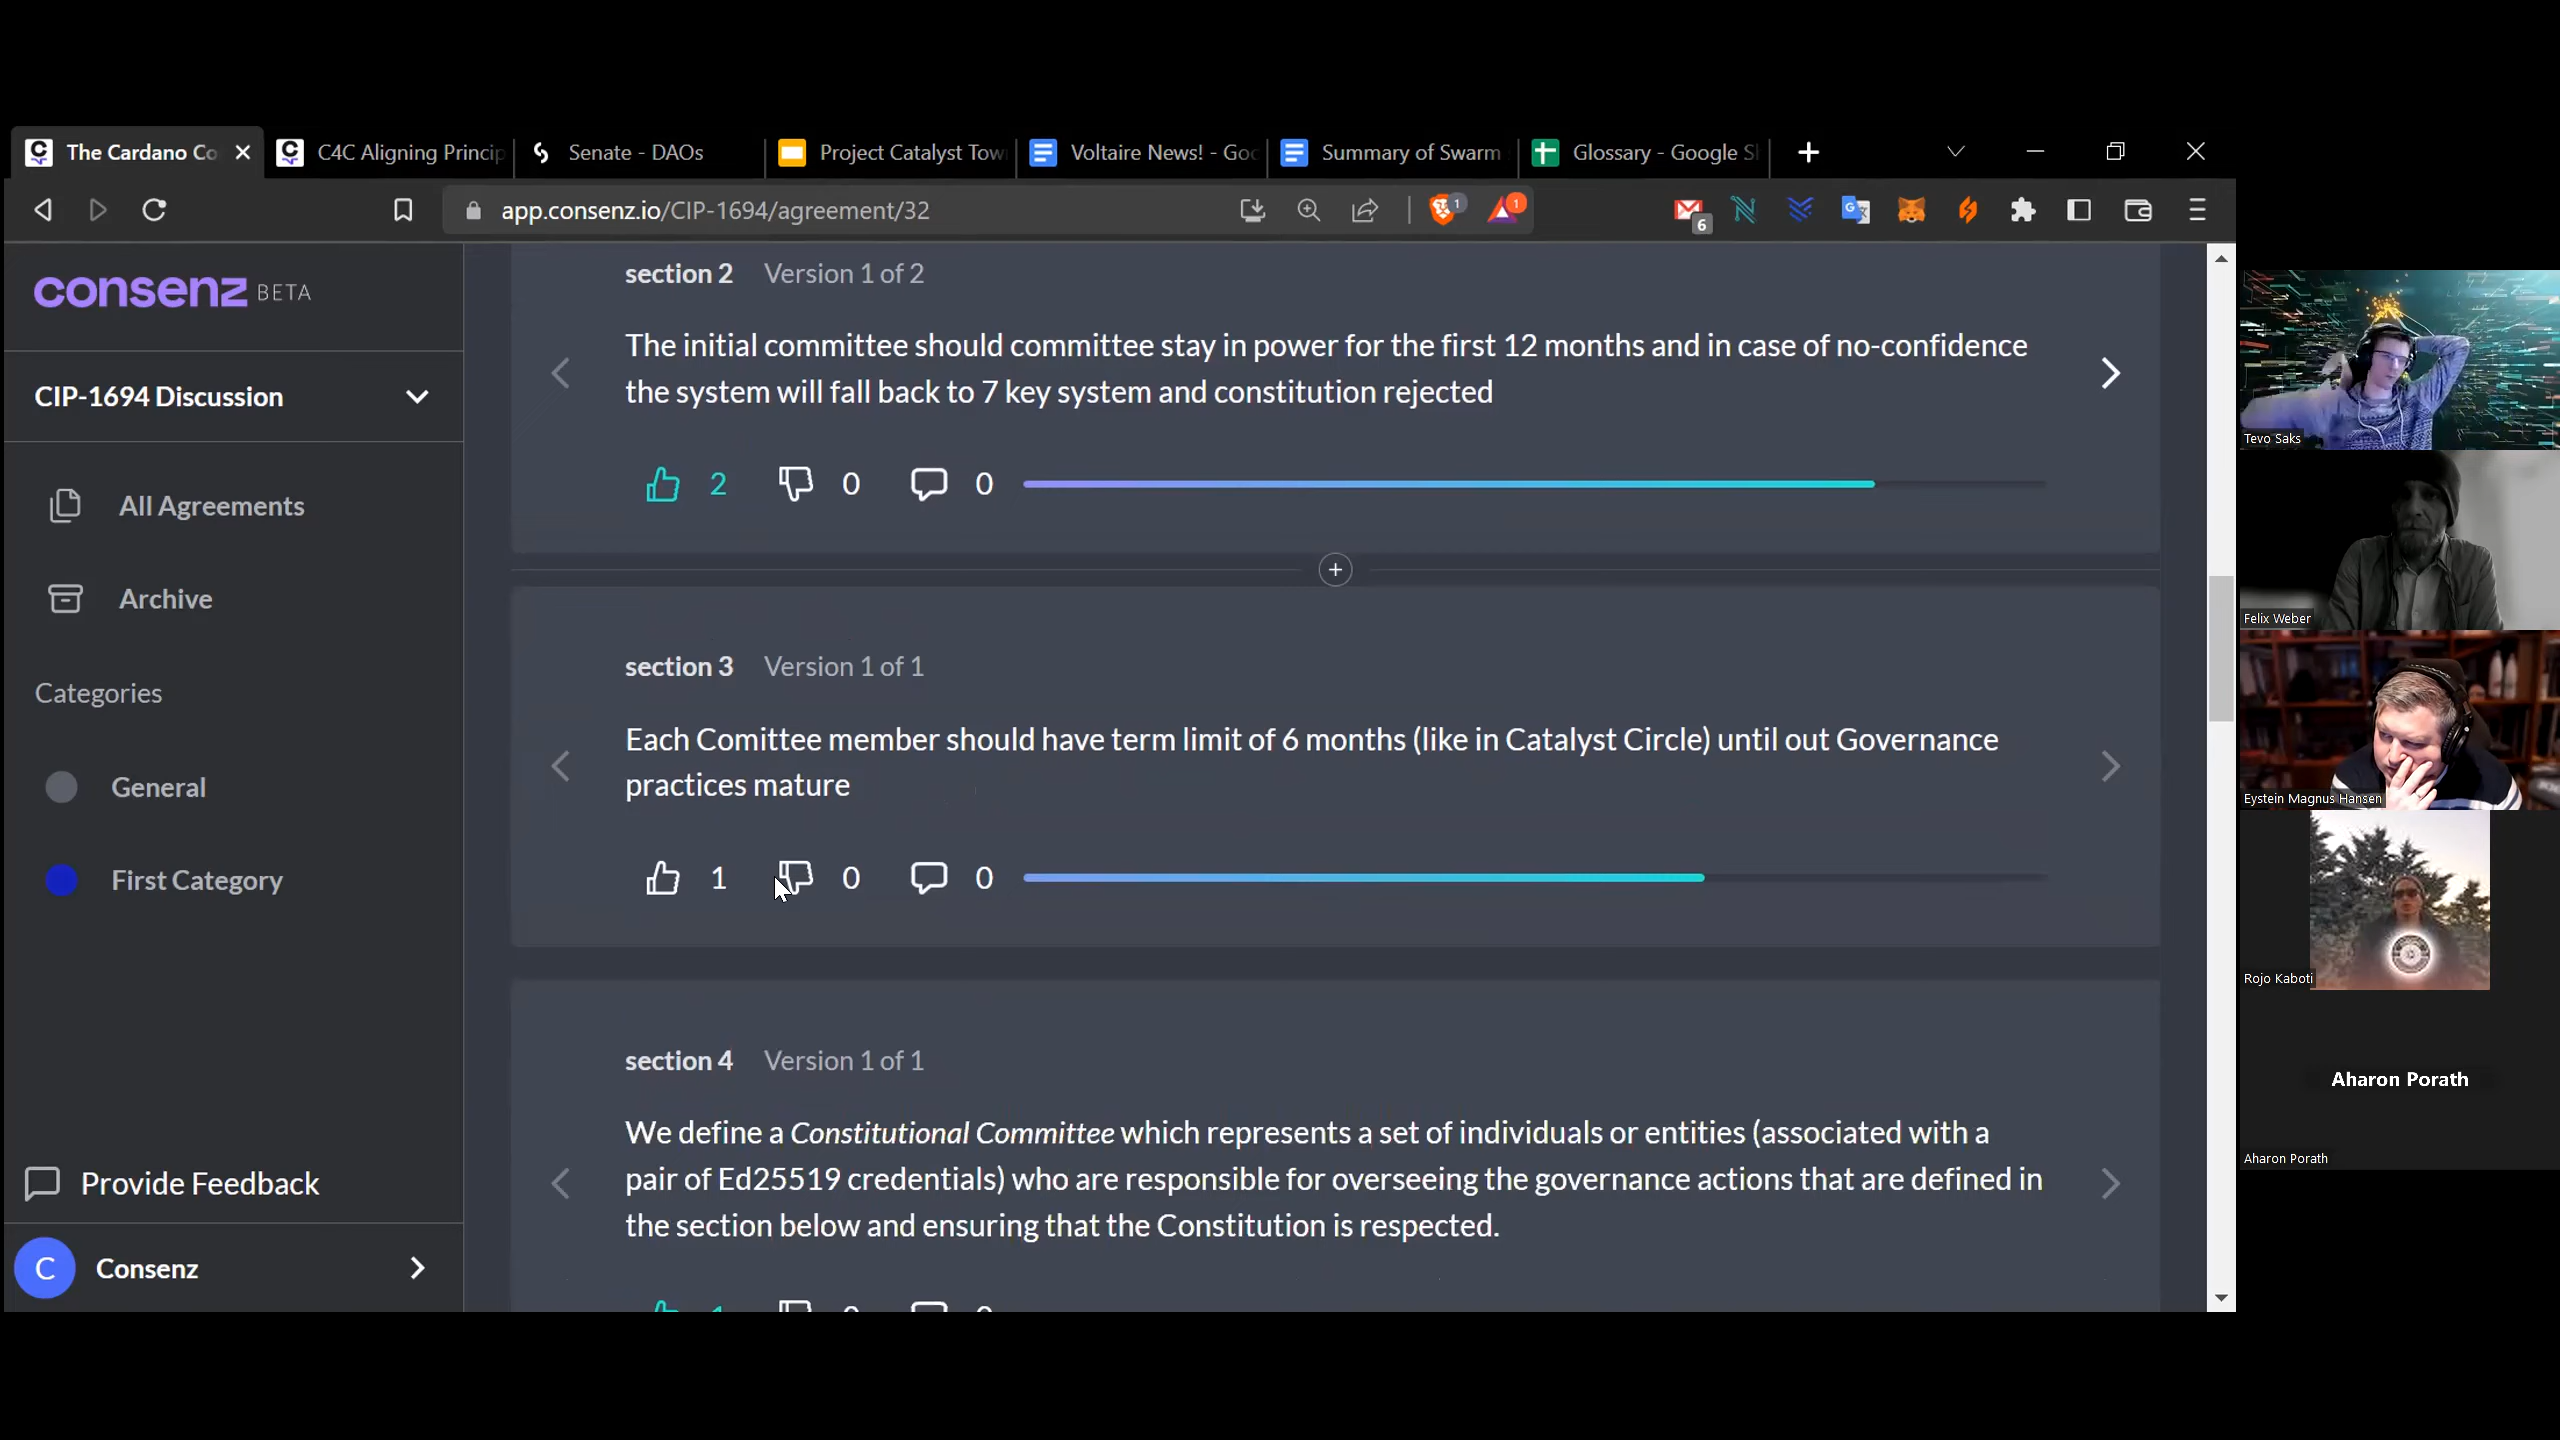 The Cardano Co
C4C Aligning Princip
Senate - DAOs
Project Catalyst Tow
Voltaire News! - Goo
Summary of Swarm
Glossary - Google Sl
app.consenz.io/CIP-1694/agreement/32
1
1
6
consenz BETA
CIP-1694 Discussion
All Agreements
Archive
Categories
General
First Category
Provide Feedback
C
Consenz
section 2 Version 1 of 2
The initial committee should committee stay in power for the first 12 months and in case of no-confidence
the system will fall back to 7 key system and constitution rejected
2 0 0
section 3 Version 1 of 1
Each Comittee member should have term limit of 6 months (like in Catalyst Circle) until out Governance
practices mature
1 0 0
section 4 Version 1 of 1
We define a Constitutional Committee which represents a set of individuals or entities (associated with a
pair of Ed25519 credentials) who are responsible for overseeing the governance actions that are defined in
the section below and ensuring that the Constitution is respected.
Tevo Saks
Felix Weber
Eystein Magnus Hansen
Rojo Kaboti
Aharon Porath
Aharon Porath